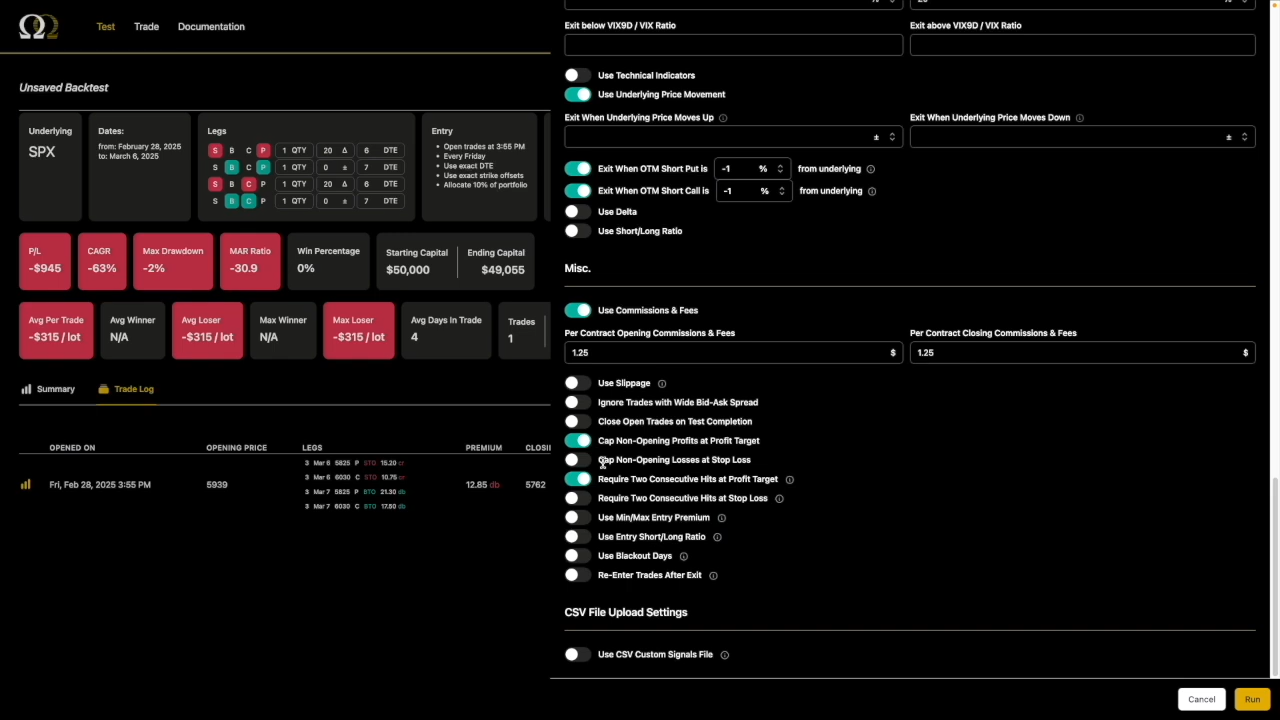 Test Trade Documentation
Unsaved Backtest
Underlying
SPX
Dates:
from: February 28, 2025
to: March 6, 2025
Legs
S B C P 1 QTY 20 Δ 6 DTE
S B C P 1 QTY 0 ± 7 DTE
S B C P 1 QTY 20 Δ 6 DTE
S B C P 1 QTY 0 ± 7 DTE
Entry
• Open trades at 3:55 PM
• Every Friday
• Use exact DTE
• Use exact strike offsets
• Allocate 10% of portfolio
P/L
-$945
CAGR
-63%
Max Drawdown
-2%
MAR Ratio
-30.9
Win Percentage
0%
Starting Capital
$50,000
Ending Capital
$49,055
Avg Per Trade
-$315 / lot
Avg Winner
N/A
Avg Loser
-$315 / lot
Max Winner
N/A
Max Loser
-$315 / lot
Avg Days In Trade
4
Trades
1
Summary Trade Log
OPENED ON OPENING PRICE LEGS PREMIUM CLOSI
Fri, Feb 28, 2025 3:55 PM 5939
3 Mar 6 5825 P STO 15.20 cr
3 Mar 6 6030 C STO 10.75 cr
3 Mar 7 5825 P BTO 21.30 db
3 Mar 7 6030 C BTO 17.50 db
12.85 db 5762
Exit below VIX9D / VIX Ratio Exit above VIX9D / VIX Ratio
Use Technical Indicators
Use Underlying Price Movement
Exit When Underlying Price Moves Up Exit When Underlying Price Moves Down
± ±
Exit When OTM Short Put is -1 % from underlying
Exit When OTM Short Call is -1 % from underlying
Use Delta
Use Short/Long Ratio
Misc.
Use Commissions & Fees
Per Contract Opening Commissions & Fees Per Contract Closing Commissions & Fees
1.25 $ 1.25 $
Use Slippage
Ignore Trades with Wide Bid-Ask Spread
Close Open Trades on Test Completion
Cap Non-Opening Profits at Profit Target
Cap Non-Opening Losses at Stop Loss
Require Two Consecutive Hits at Profit Target
Require Two Consecutive Hits at Stop Loss
Use Min/Max Entry Premium
Use Entry Short/Long Ratio
Use Blackout Days
Re-Enter Trades After Exit
CSV File Upload Settings
Use CSV Custom Signals File
Cancel Run